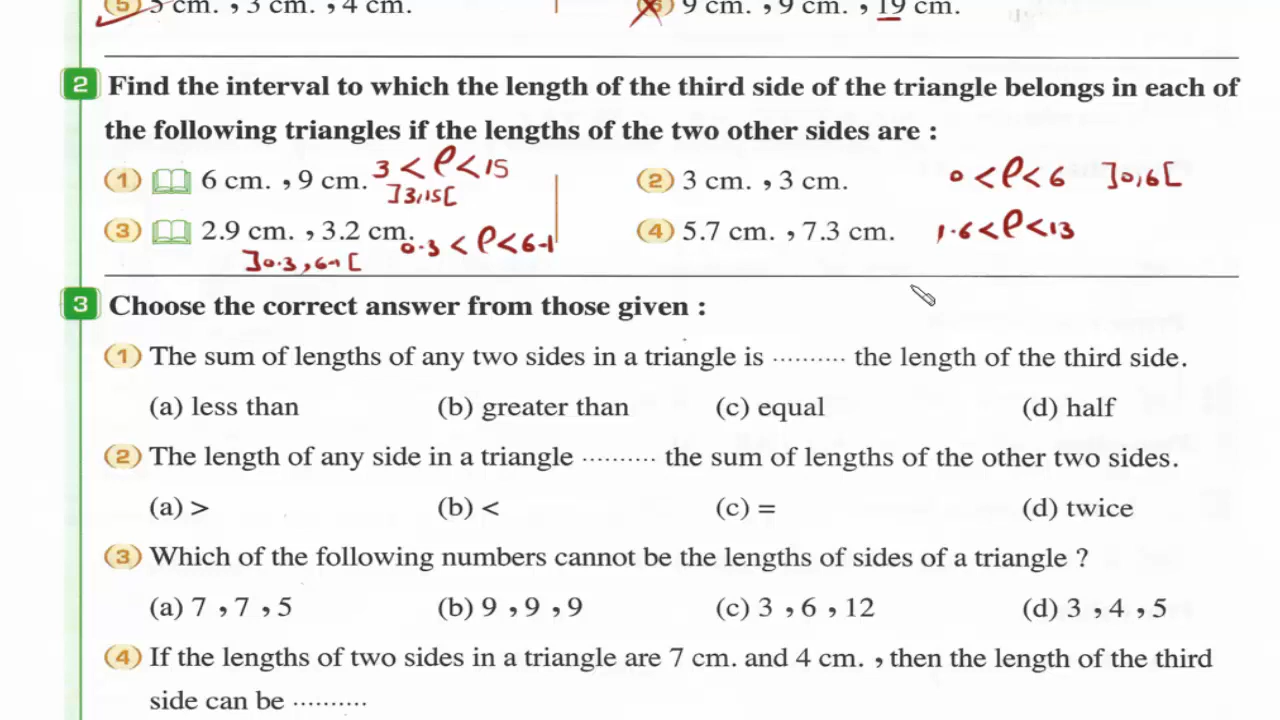 5 5 cm. , 3 cm. , 4 cm. 6 9 cm. , 9 cm. , 19 cm.
2 Find the interval to which the length of the third side of the triangle belongs in each of
the following triangles if the lengths of the two other sides are :
1 6 cm. , 9 cm. 3 < ℓ < 15 2 3 cm. , 3 cm. 0 < ℓ < 6 ]0,6[
]3,15[
3 2.9 cm. , 3.2 cm. 0.3 < ℓ < 6.1 4 5.7 cm. , 7.3 cm. 1.6 < ℓ < 13
]0.3 , 6.1[
3 Choose the correct answer from those given :
1 The sum of lengths of any two sides in a triangle is .......... the length of the third side.
(a) less than (b) greater than (c) equal (d) half
2 The length of any side in a triangle .......... the sum of lengths of the other two sides.
(a) > (b) < (c) = (d) twice
3 Which of the following numbers cannot be the lengths of sides of a triangle ?
(a) 7 , 7 , 5 (b) 9 , 9 , 9 (c) 3 , 6 , 12 (d) 3 , 4 , 5
4 If the lengths of two sides in a triangle are 7 cm. and 4 cm. , then the length of the third
side can be ..........